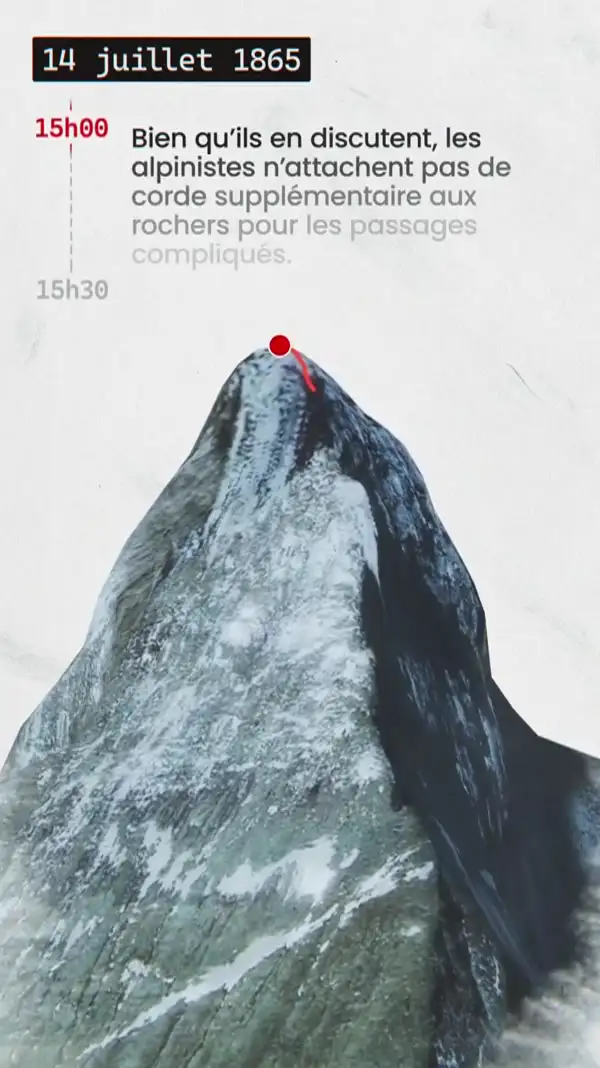 14 juillet 1865
15h00
Bien qu’ils en discutent, les
alpinistes n’attachent pas de
corde supplémentaire aux
rochers pour les passages
compliqués.
15h30